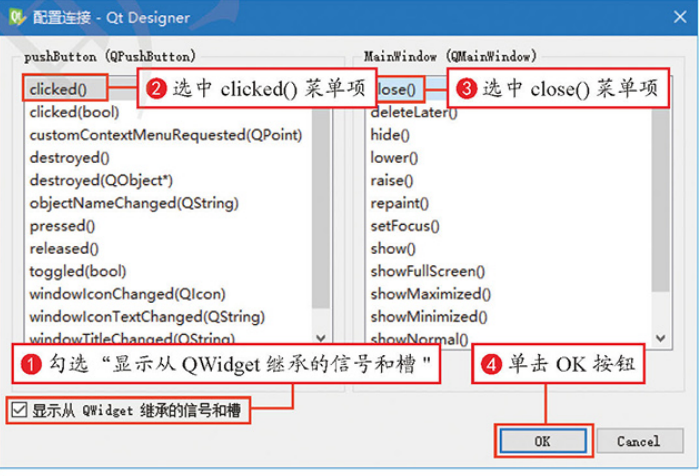 配置连接 - Qt Designer
pushButton (QPushButton)
MainWindow (QMainWindow)
clicked()
2 选中 clicked() 菜单项
close()
3 选中 close() 菜单项
clicked(bool)
customContextMenuRequested(QPoint)
destroyed()
destroyed(QObject*)
objectNameChanged(QString)
pressed()
released()
toggled(bool)
windowIconChanged(QIcon)
windowIconTextChanged(QString)
windowTitleChanged(QString)
deleteLater()
hide()
lower()
raise()
repaint()
setFocus()
show()
showFullScreen()
showMaximized()
showMinimized()
showNormal()
1 勾选“显示从 QWidget 继承的信号和槽"
4 单击 OK 按钮
显示从 QWidget 继承的信号和槽
OK
Cancel